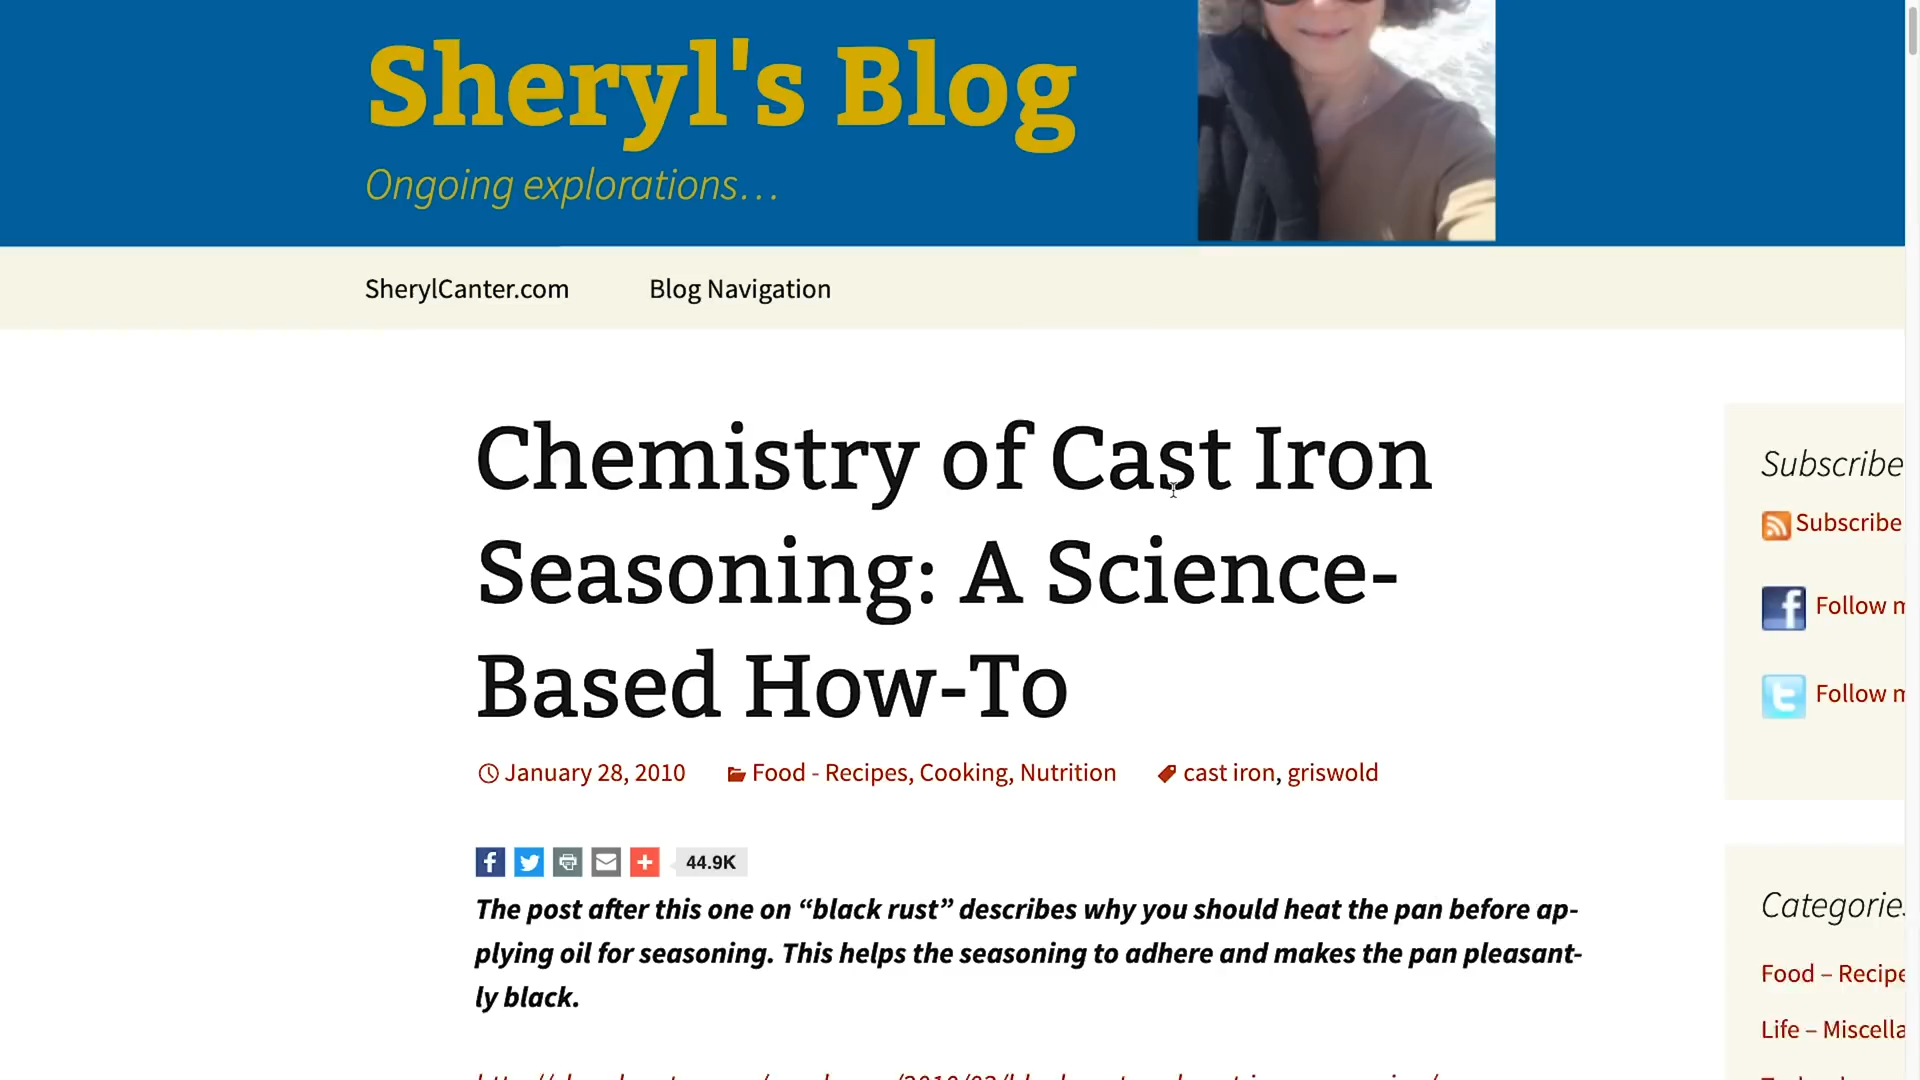 Sheryl's Blog
Ongoing explorations…
SherylCanter.com Blog Navigation
Chemistry of Cast Iron
Seasoning: A Science-
Based How-To
January 28, 2010 Food - Recipes, Cooking, Nutrition cast iron, griswold
44.9K
The post after this one on “black rust” describes why you should heat the pan before ap-
plying oil for seasoning. This helps the seasoning to adhere and makes the pan pleasant-
ly black.
Subscribe
Subscribe
Follow
Follow
Food – Recipe
Life –